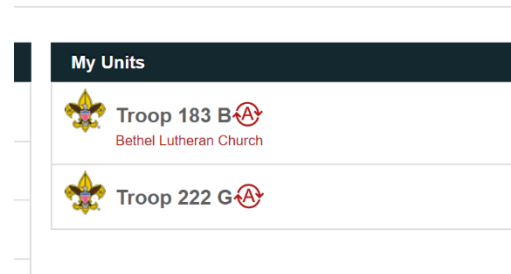 My Units
Troop 183 B A
Bethel Lutheran Church
Troop 222 G A